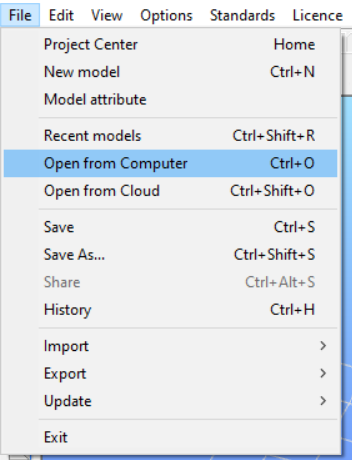 File Edit View Options Standards Licence
Project Center Home
New model Ctrl+N
Model attribute
Recent models Ctrl+Shift+R
Open from Computer Ctrl+O
Open from Cloud Ctrl+Shift+O
Save Ctrl+S
Save As... Ctrl+Shift+S
Share Ctrl+Alt+S
History Ctrl+H
Import >
Export >
Update >
Exit